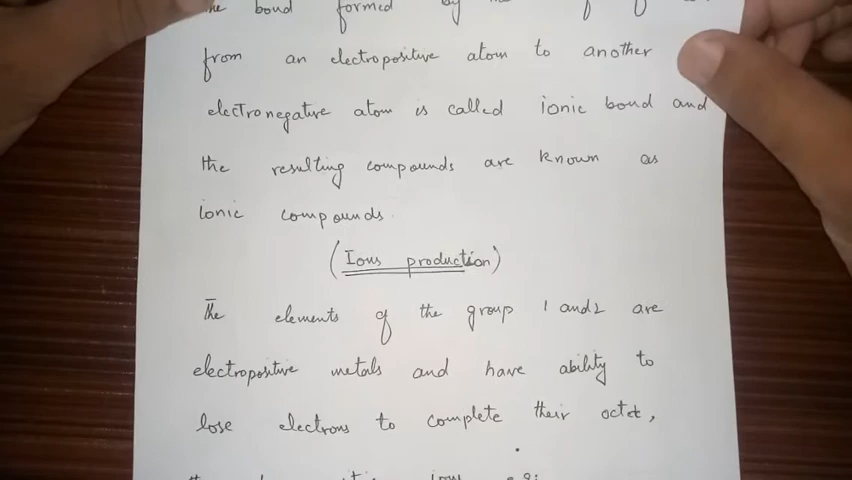 the bond formed by
from an electropositive atom to another
electronegative atom is called ionic bond and
the resulting compounds are known as
ionic compounds.
(Ions production)
The elements of the group 1 and 2 are
electropositive metals and have ability to
lose electrons to complete their octet,